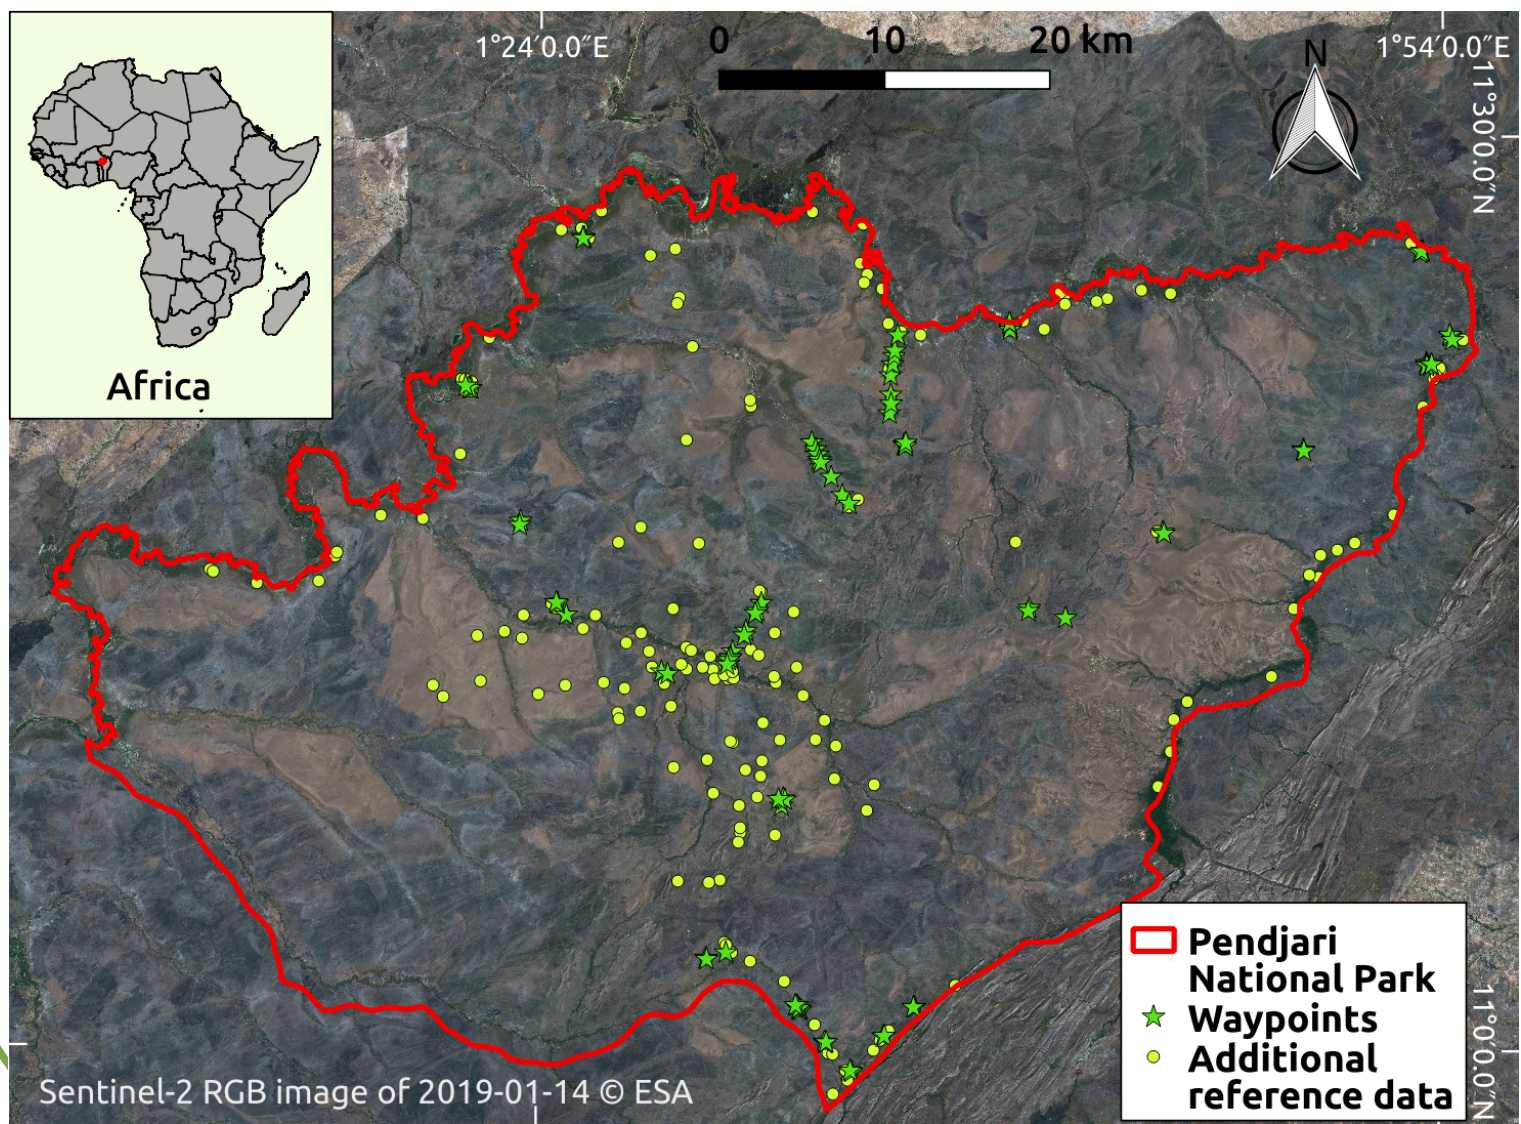 0 10 20 km
1°24′0.0″E
1°54′0.0″E
N
11°30′0.0″N
Africa
Pendjari
National Park
Waypoints
Additional
reference data
11°0′0.0″N
Sentinel-2 RGB image of 2019-01-14 © ESA